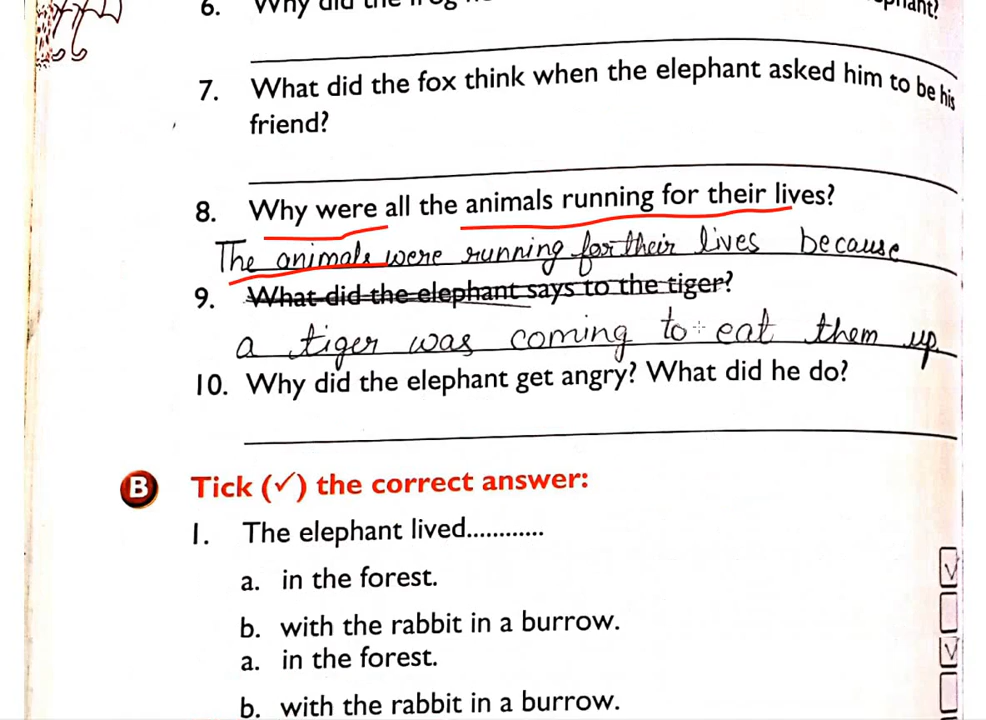 6. Why did the
7. What did the fox think when the elephant asked him to be his
friend?
8. Why were all the animals running for their lives?
The animals were running for their lives because
9. What did the elephant says to the tiger?
a tiger was coming to eat them up
10. Why did the elephant get angry? What did he do?
B Tick (✓) the correct answer:
1. The elephant lived............
a. in the forest.
b. with the rabbit in a burrow.
a. in the forest.
b. with the rabbit in a burrow.